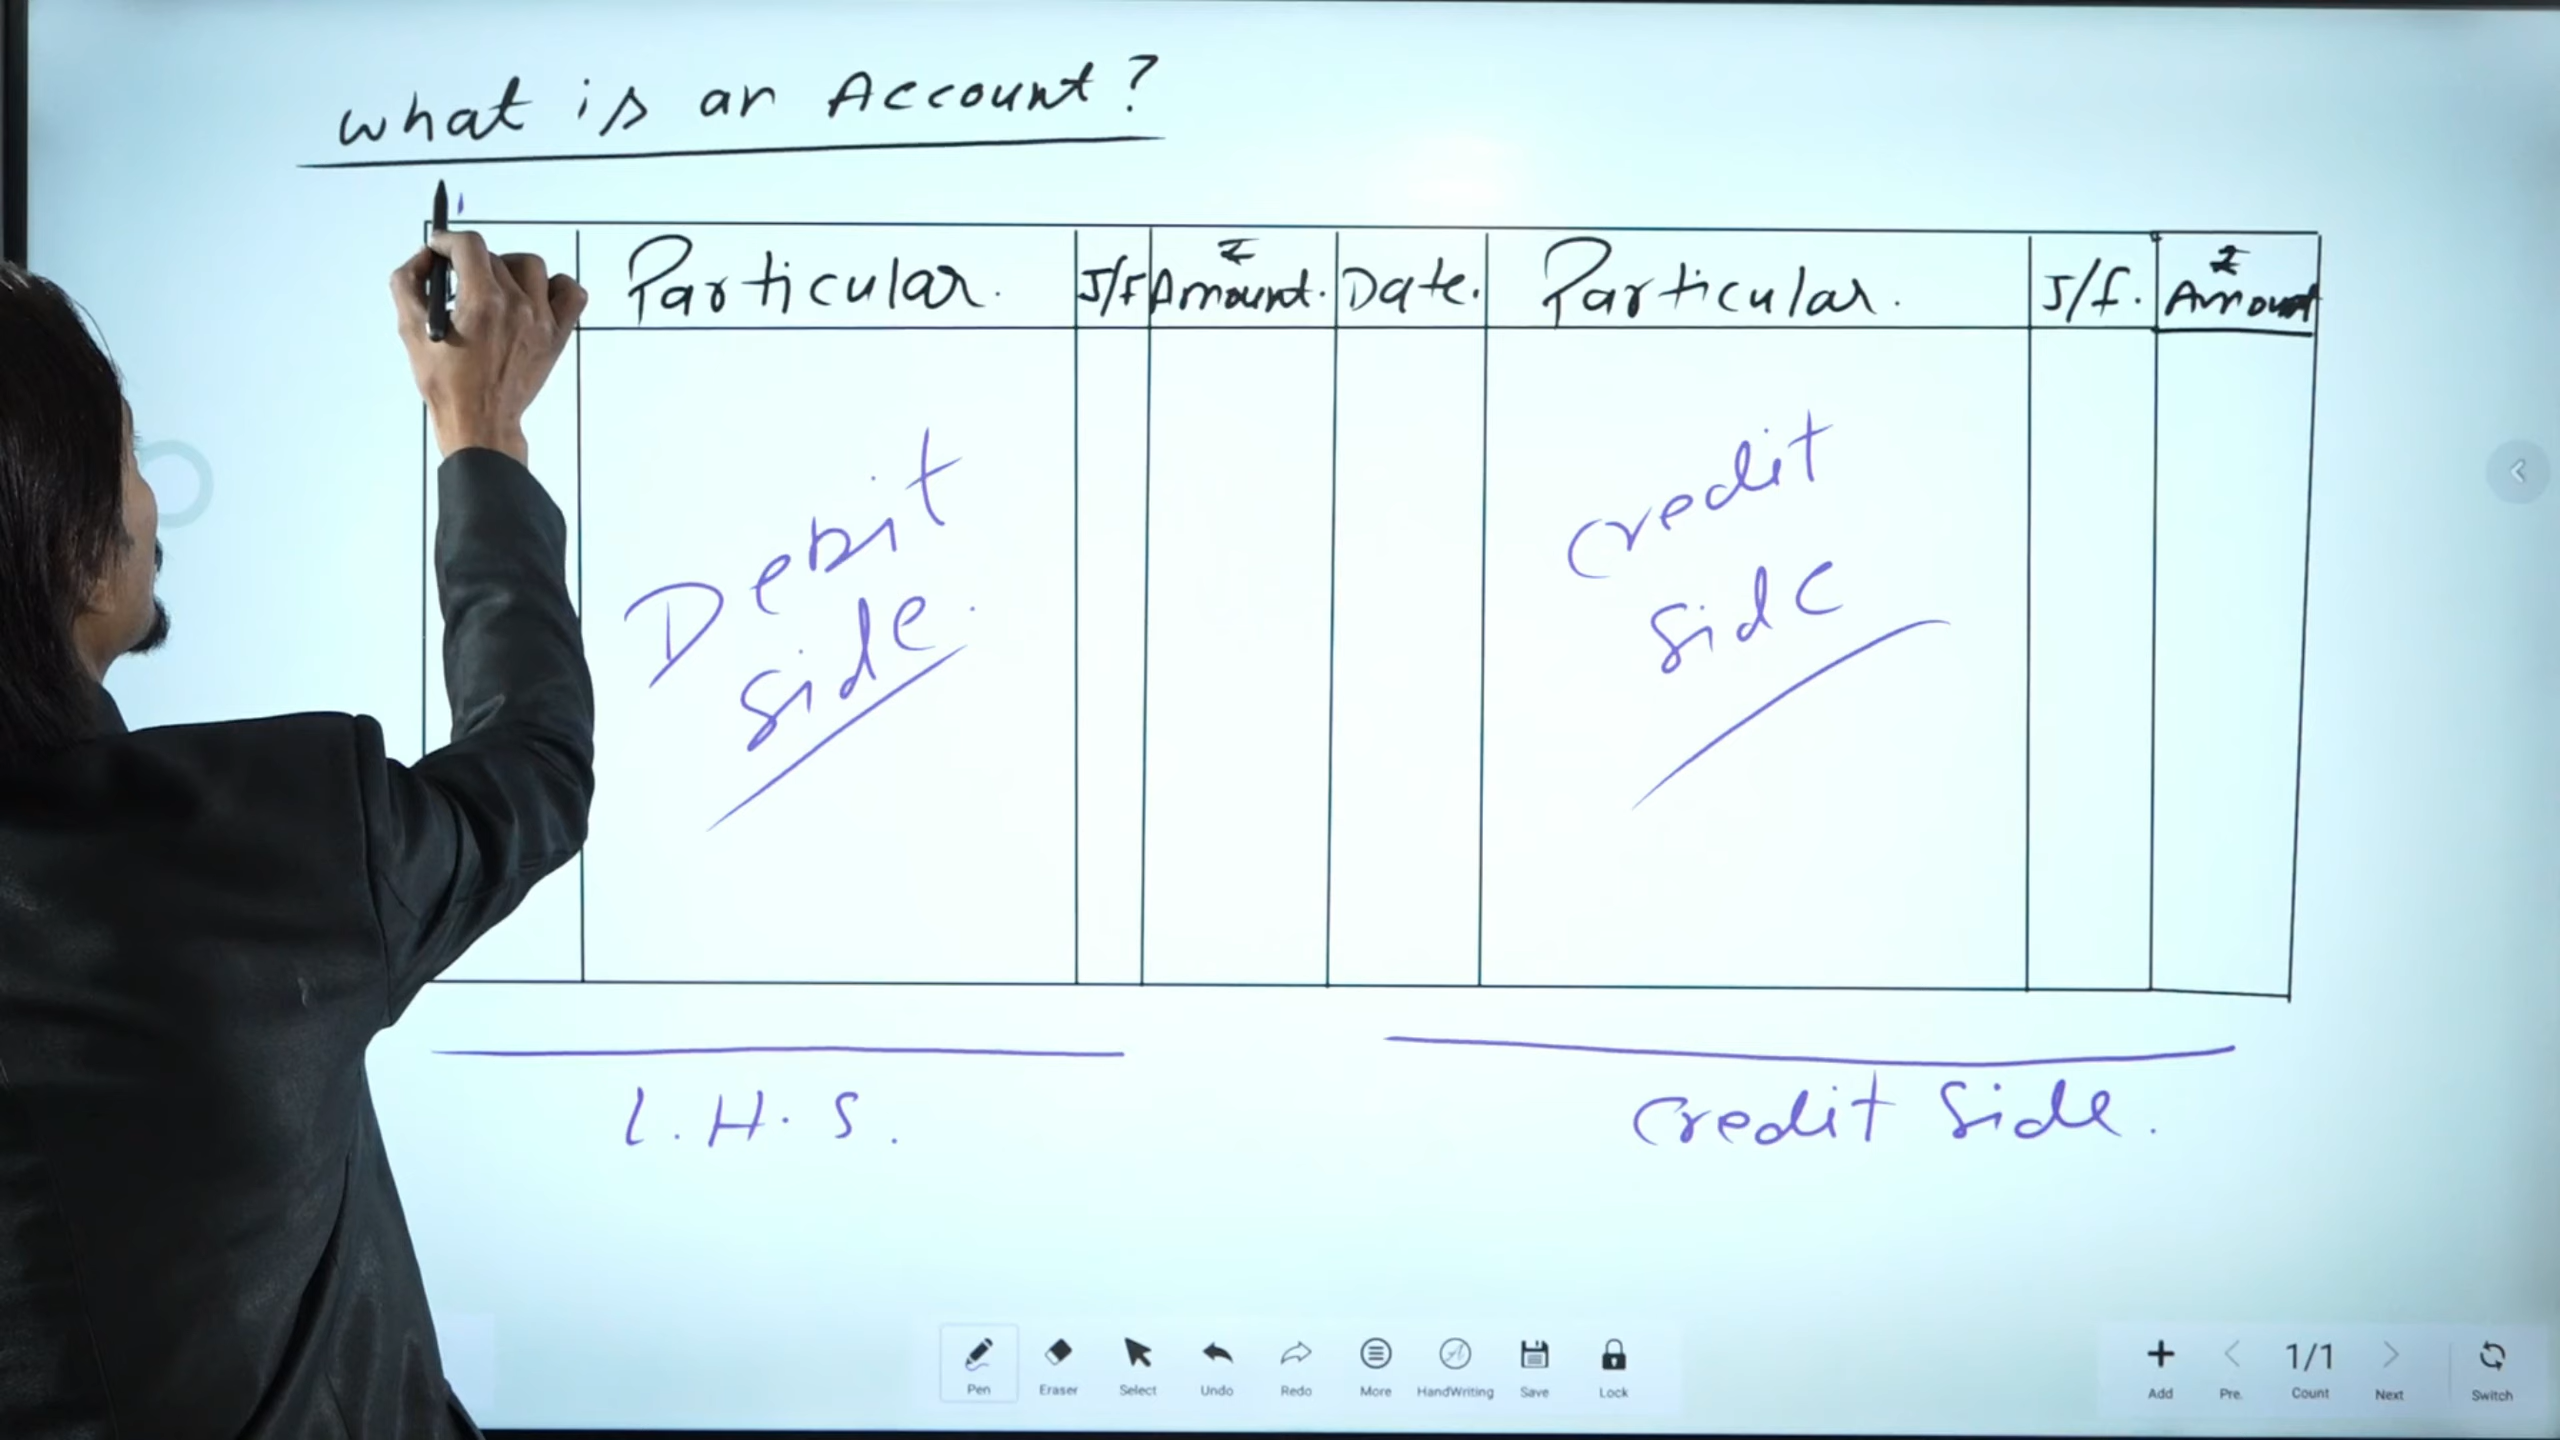 what is an Account?
Particular. J/F ₹ Amount. Date. Particular. J/f. ₹ Amount
Debit
side.
credit
side
L.H.S.
credit side.
Pen Eraser Select Undo Redo More HandWriting Save Lock
1/1
Add Pre. Count Next Switch